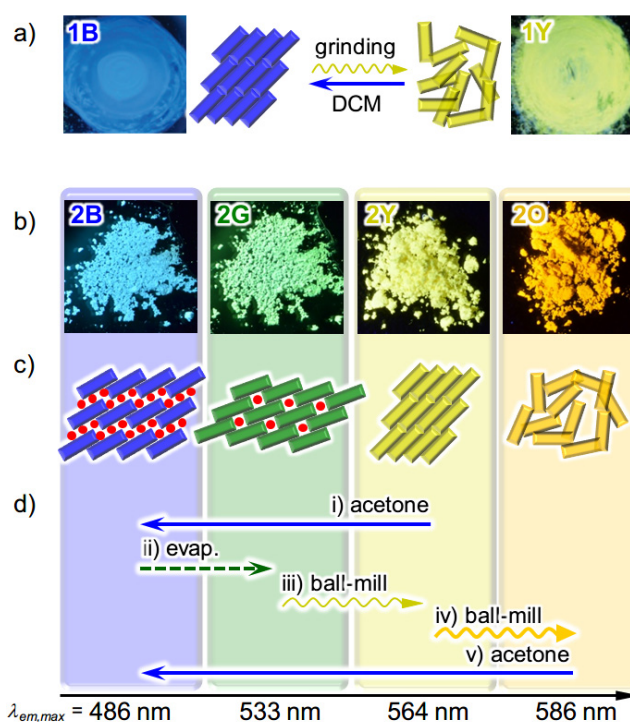 a)
1B
grinding
DCM
1Y
b)
2B
2G
2Y
2O
c)
d)
i) acetone
ii) evap.
iii) ball-mill
iv) ball-mill
v) acetone
λem,max = 486 nm 533 nm 564 nm 586 nm